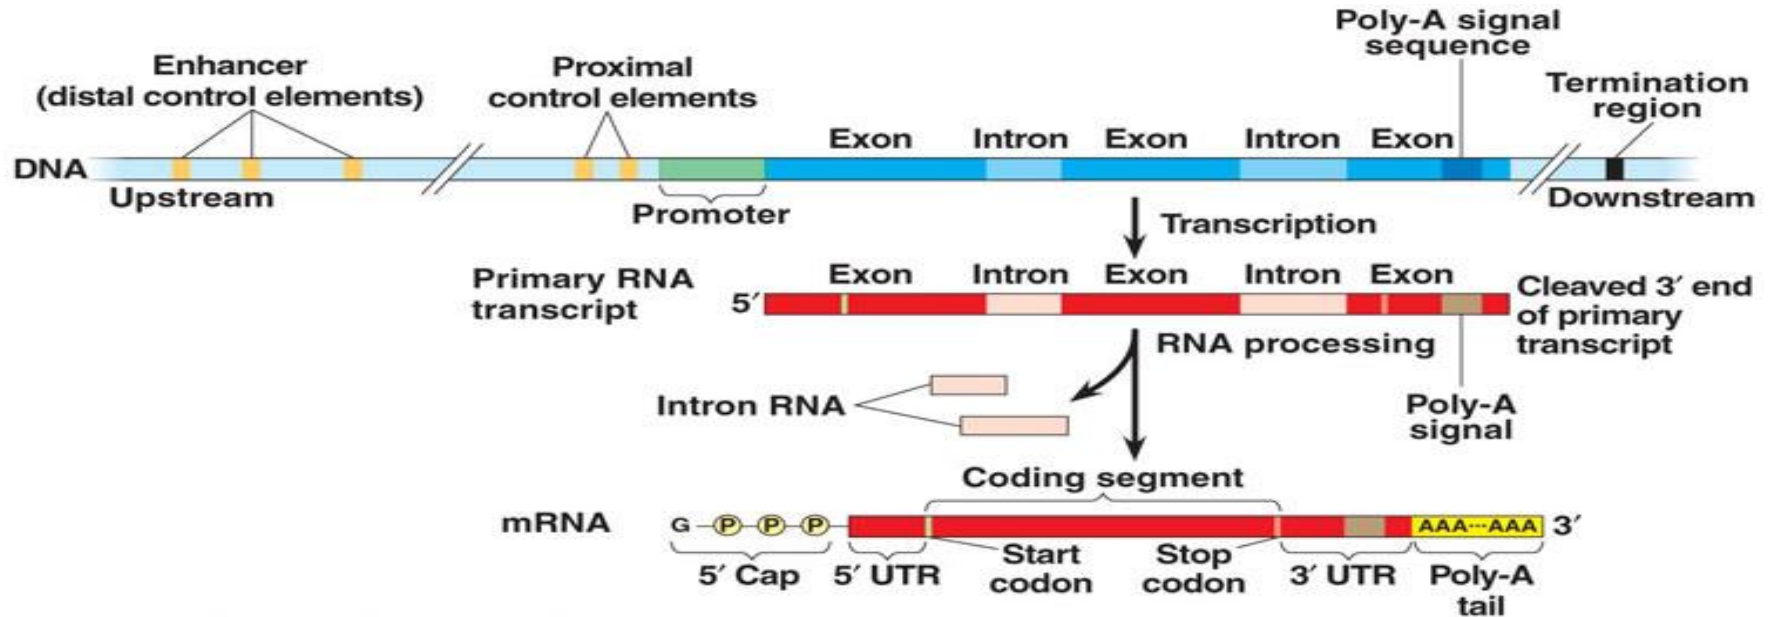 Poly-A signal
sequence
Enhancer
(distal control elements)
Proximal
control elements
Termination
region
Exon Intron Exon Intron Exon
DNA
Upstream
Downstream
Promoter
Transcription
Primary RNA
transcript
5′
Exon Intron Exon Intron Exon
Cleaved 3′ end
of primary
transcript
RNA processing
Intron RNA
Poly-A
signal
Coding segment
mRNA
G P P P
AAA···AAA 3′
5′ Cap
5′ UTR
Start
codon
Stop
codon
3′ UTR
Poly-A
tail